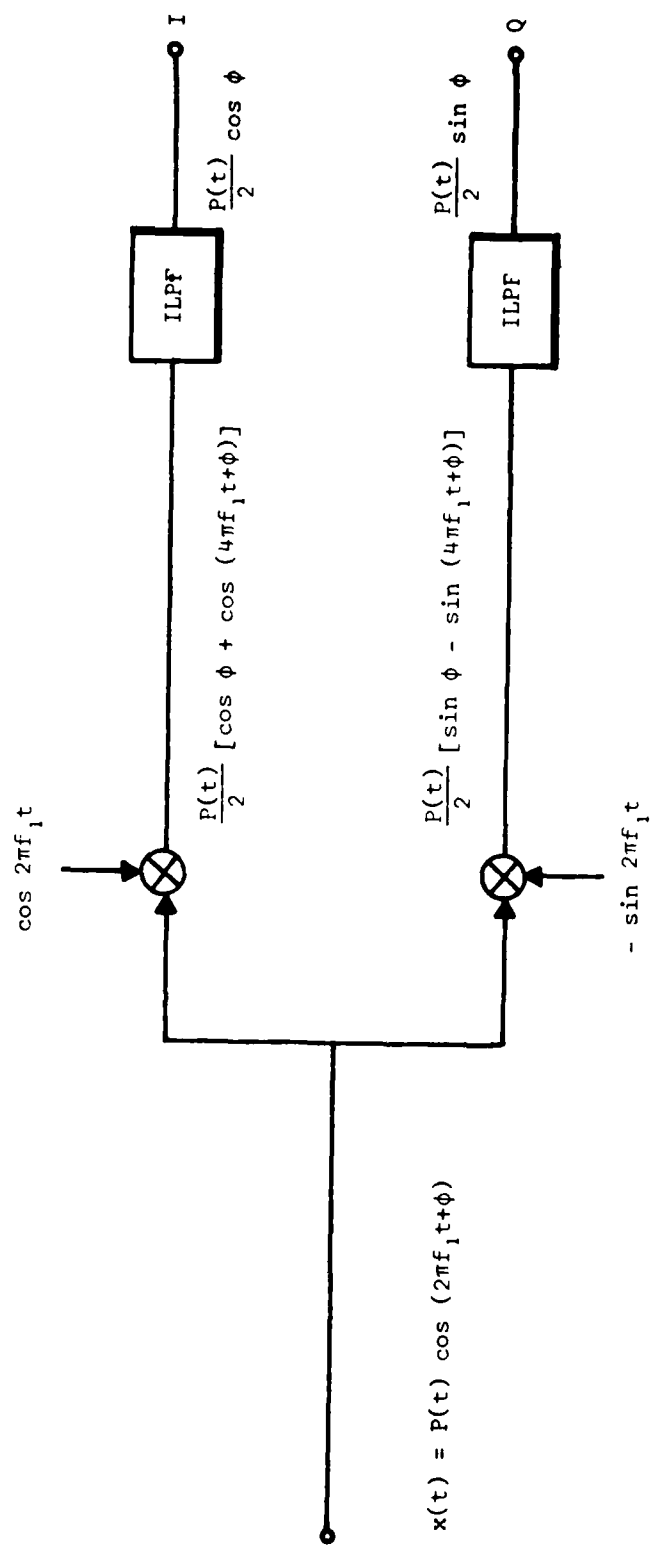 x(t) = P(t) cos (2πf₁t+φ)
cos 2πf₁t
P(t)/2 [cos φ + cos (4πf₁t+φ)]
ILPF
P(t)/2 cos φ
I
- sin 2πf₁t
P(t)/2 [sin φ - sin (4πf₁t+φ)]
ILPF
P(t)/2 sin φ
Q